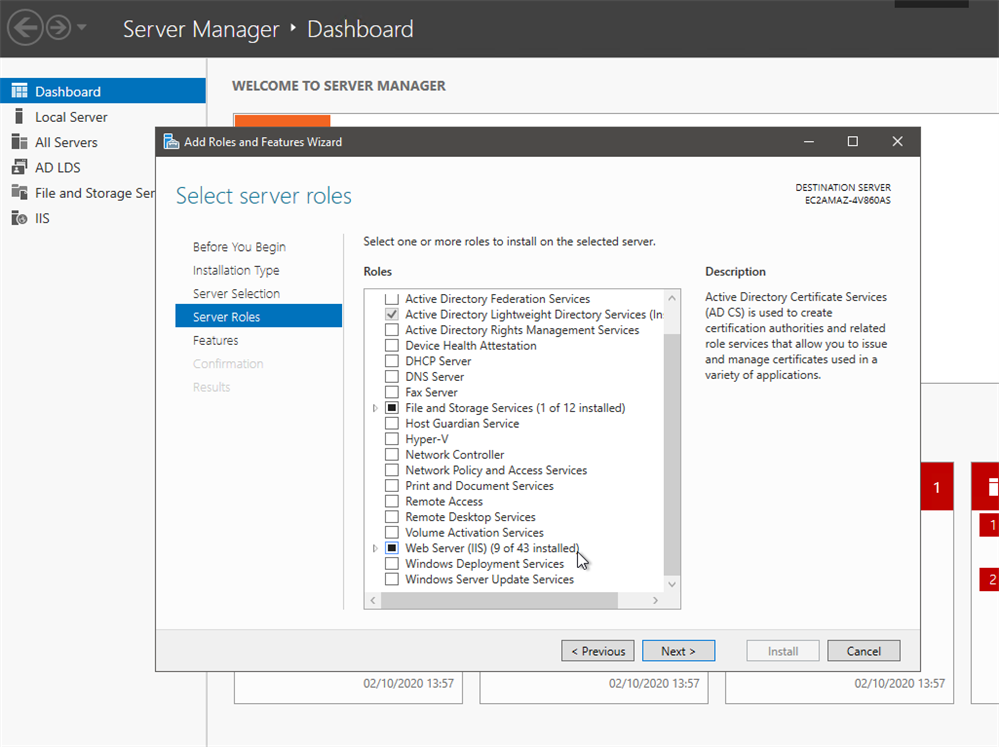 Server Manager ‣ Dashboard
Dashboard
Local Server
All Servers
AD LDS
File and Storage Ser
IIS
WELCOME TO SERVER MANAGER
Add Roles and Features Wizard
Select server roles
DESTINATION SERVER
EC2AMAZ-4V860AS
Before You Begin
Installation Type
Server Selection
Server Roles
Features
Confirmation
Results
Select one or more roles to install on the selected server.
Roles
Active Directory Federation Services
Active Directory Lightweight Directory Services (In
Active Directory Rights Management Services
Device Health Attestation
DHCP Server
DNS Server
Fax Server
File and Storage Services (1 of 12 installed)
Host Guardian Service
Hyper-V
Network Controller
Network Policy and Access Services
Print and Document Services
Remote Access
Remote Desktop Services
Volume Activation Services
Web Server (IIS) (9 of 43 installed)
Windows Deployment Services
Windows Server Update Services
Description
Active Directory Certificate Services
(AD CS) is used to create
certification authorities and related
role services that allow you to issue
and manage certificates used in a
variety of applications.
< Previous
Next >
Install
Cancel
1
1
2
02/10/2020 13:57
02/10/2020 13:57
02/10/2020 13:57